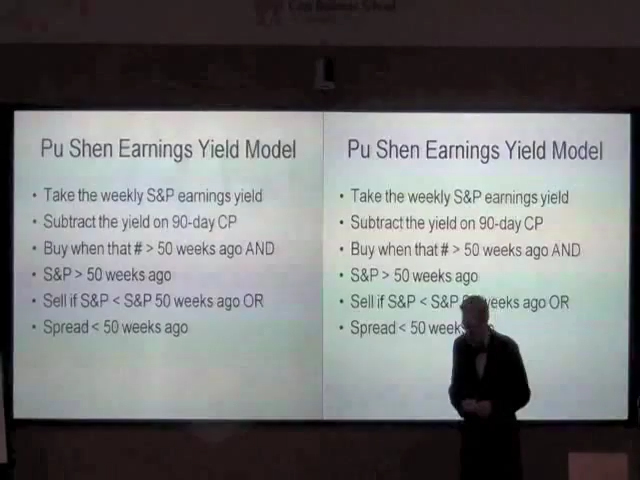 Cass Business School
Pu Shen Earnings Yield Model
• Take the weekly S&P earnings yield
• Subtract the yield on 90-day CP
• Buy when that # > 50 weeks ago AND
• S&P > 50 weeks ago
• Sell if S&P < S&P 50 weeks ago OR
• Spread < 50 weeks ago
Pu Shen Earnings Yield Model
• Take the weekly S&P earnings yield
• Subtract the yield on 90-day CP
• Buy when that # > 50 weeks ago AND
• S&P > 50 weeks ago
• Sell if S&P < S&P weeks ago OR
• Spread < 50